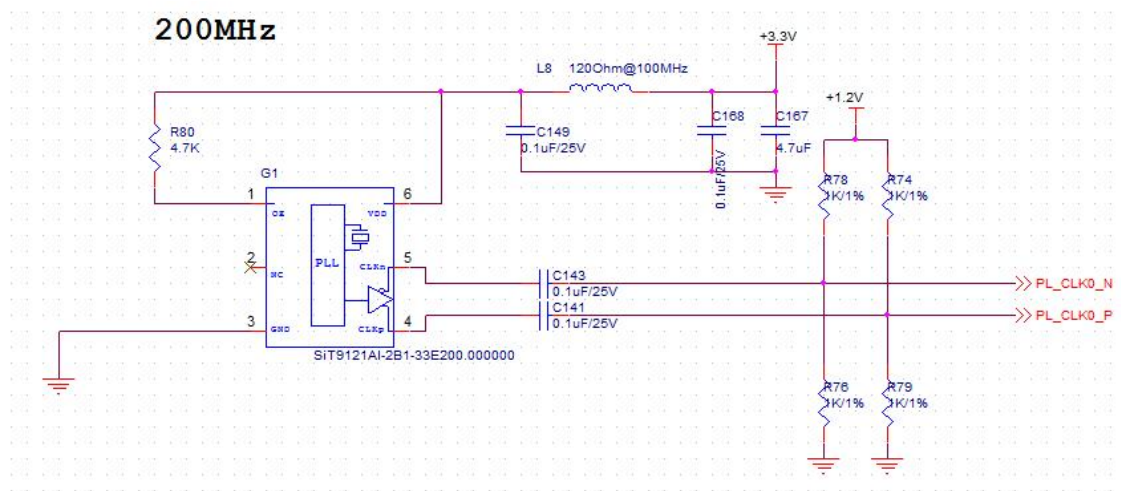 200MHz
+3.3V
L8 120Ohm@100MHz
+1.2V
R80
4.7K
C149
0.1uF/25V
C168
0.1uF/25V
C167
4.7uF
R78
1K/1%
R74
1K/1%
G1
1
OE
6
VDD
2
NC
PLL
5
CLKn
C143
0.1uF/25V
PL_CLK0_N
C141
0.1uF/25V
PL_CLK0_P
3
GND
4
CLKp
SiT9121AI-2B1-33E200.000000
R76
1K/1%
R79
1K/1%